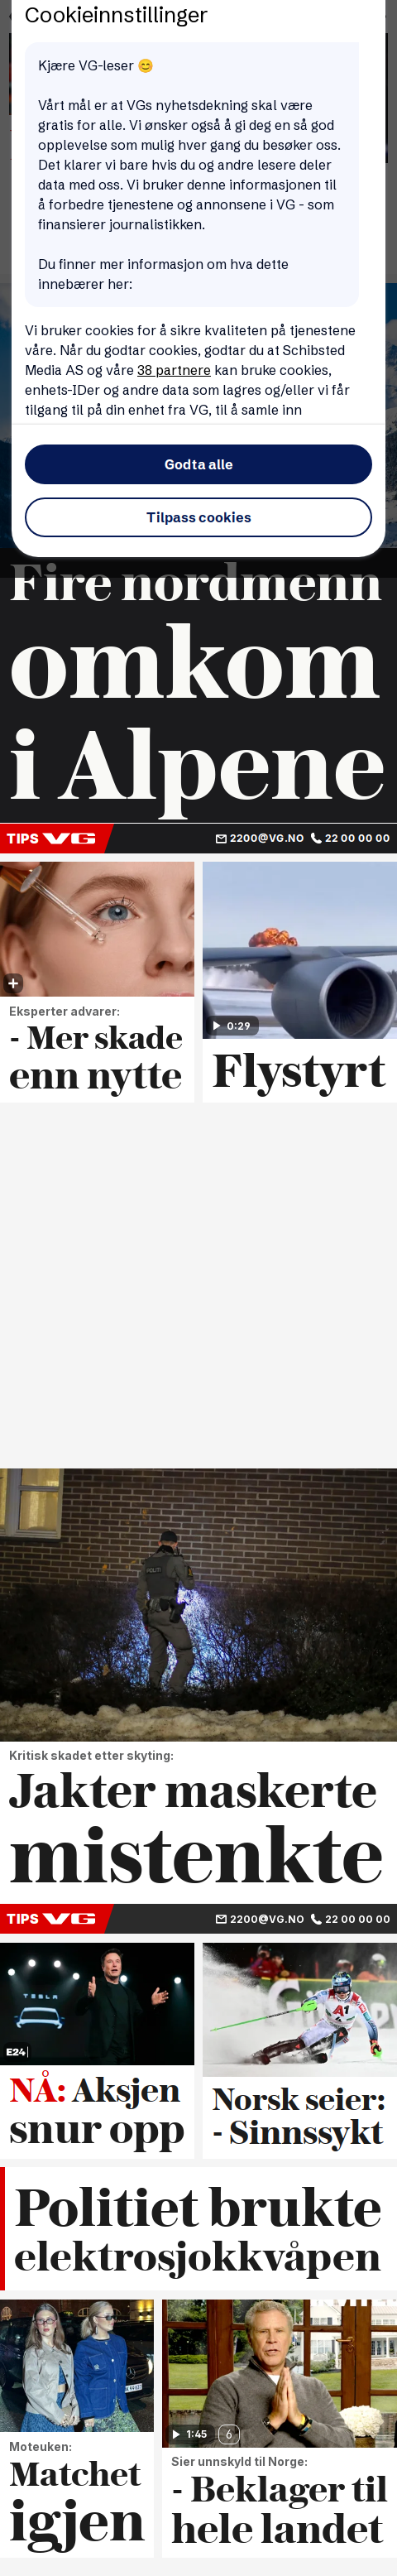 Cookieinnstillinger
Kjære VG-leser 😊
Vårt mål er at VGs nyhetsdekning skal være
gratis for alle. Vi ønsker også å gi deg en så god
opplevelse som mulig hver gang du besøker oss.
Det klarer vi bare hvis du og andre lesere deler
data med oss. Vi bruker denne informasjonen til
å forbedre tjenestene og annonsene i VG - som
finansierer journalistikken.
Du finner mer informasjon om hva dette
innebærer her:
Vi bruker cookies for å sikre kvaliteten på tjenestene
våre. Når du godtar cookies, godtar du at Schibsted
Media AS og våre 38 partnere kan bruke cookies,
enhets-IDer og andre data som lagres og/eller vi får
tilgang til på din enhet fra VG, til å samle inn
Godta alle
Tilpass cookies
Fire nordmenn
omkom
i Alpene
TIPS VG 2200@VG.NO 22 00 00 00
Eksperter advarer:
- Mer skade
enn nytte
0:29
Flystyrt
POLITI
Kritisk skadet etter skyting:
Jakter maskerte
mistenkte
TIPS VG 2200@VG.NO 22 00 00 00
TESLA
E24
NÅ: Aksjen
snur opp
A1
Norsk seier:
- Sinnssykt
Politiet brukte
elektrosjokkvåpen
Moteuken:
Matchet
igjen
1:45 6
Sier unnskyld til Norge:
- Beklager til
hele landet